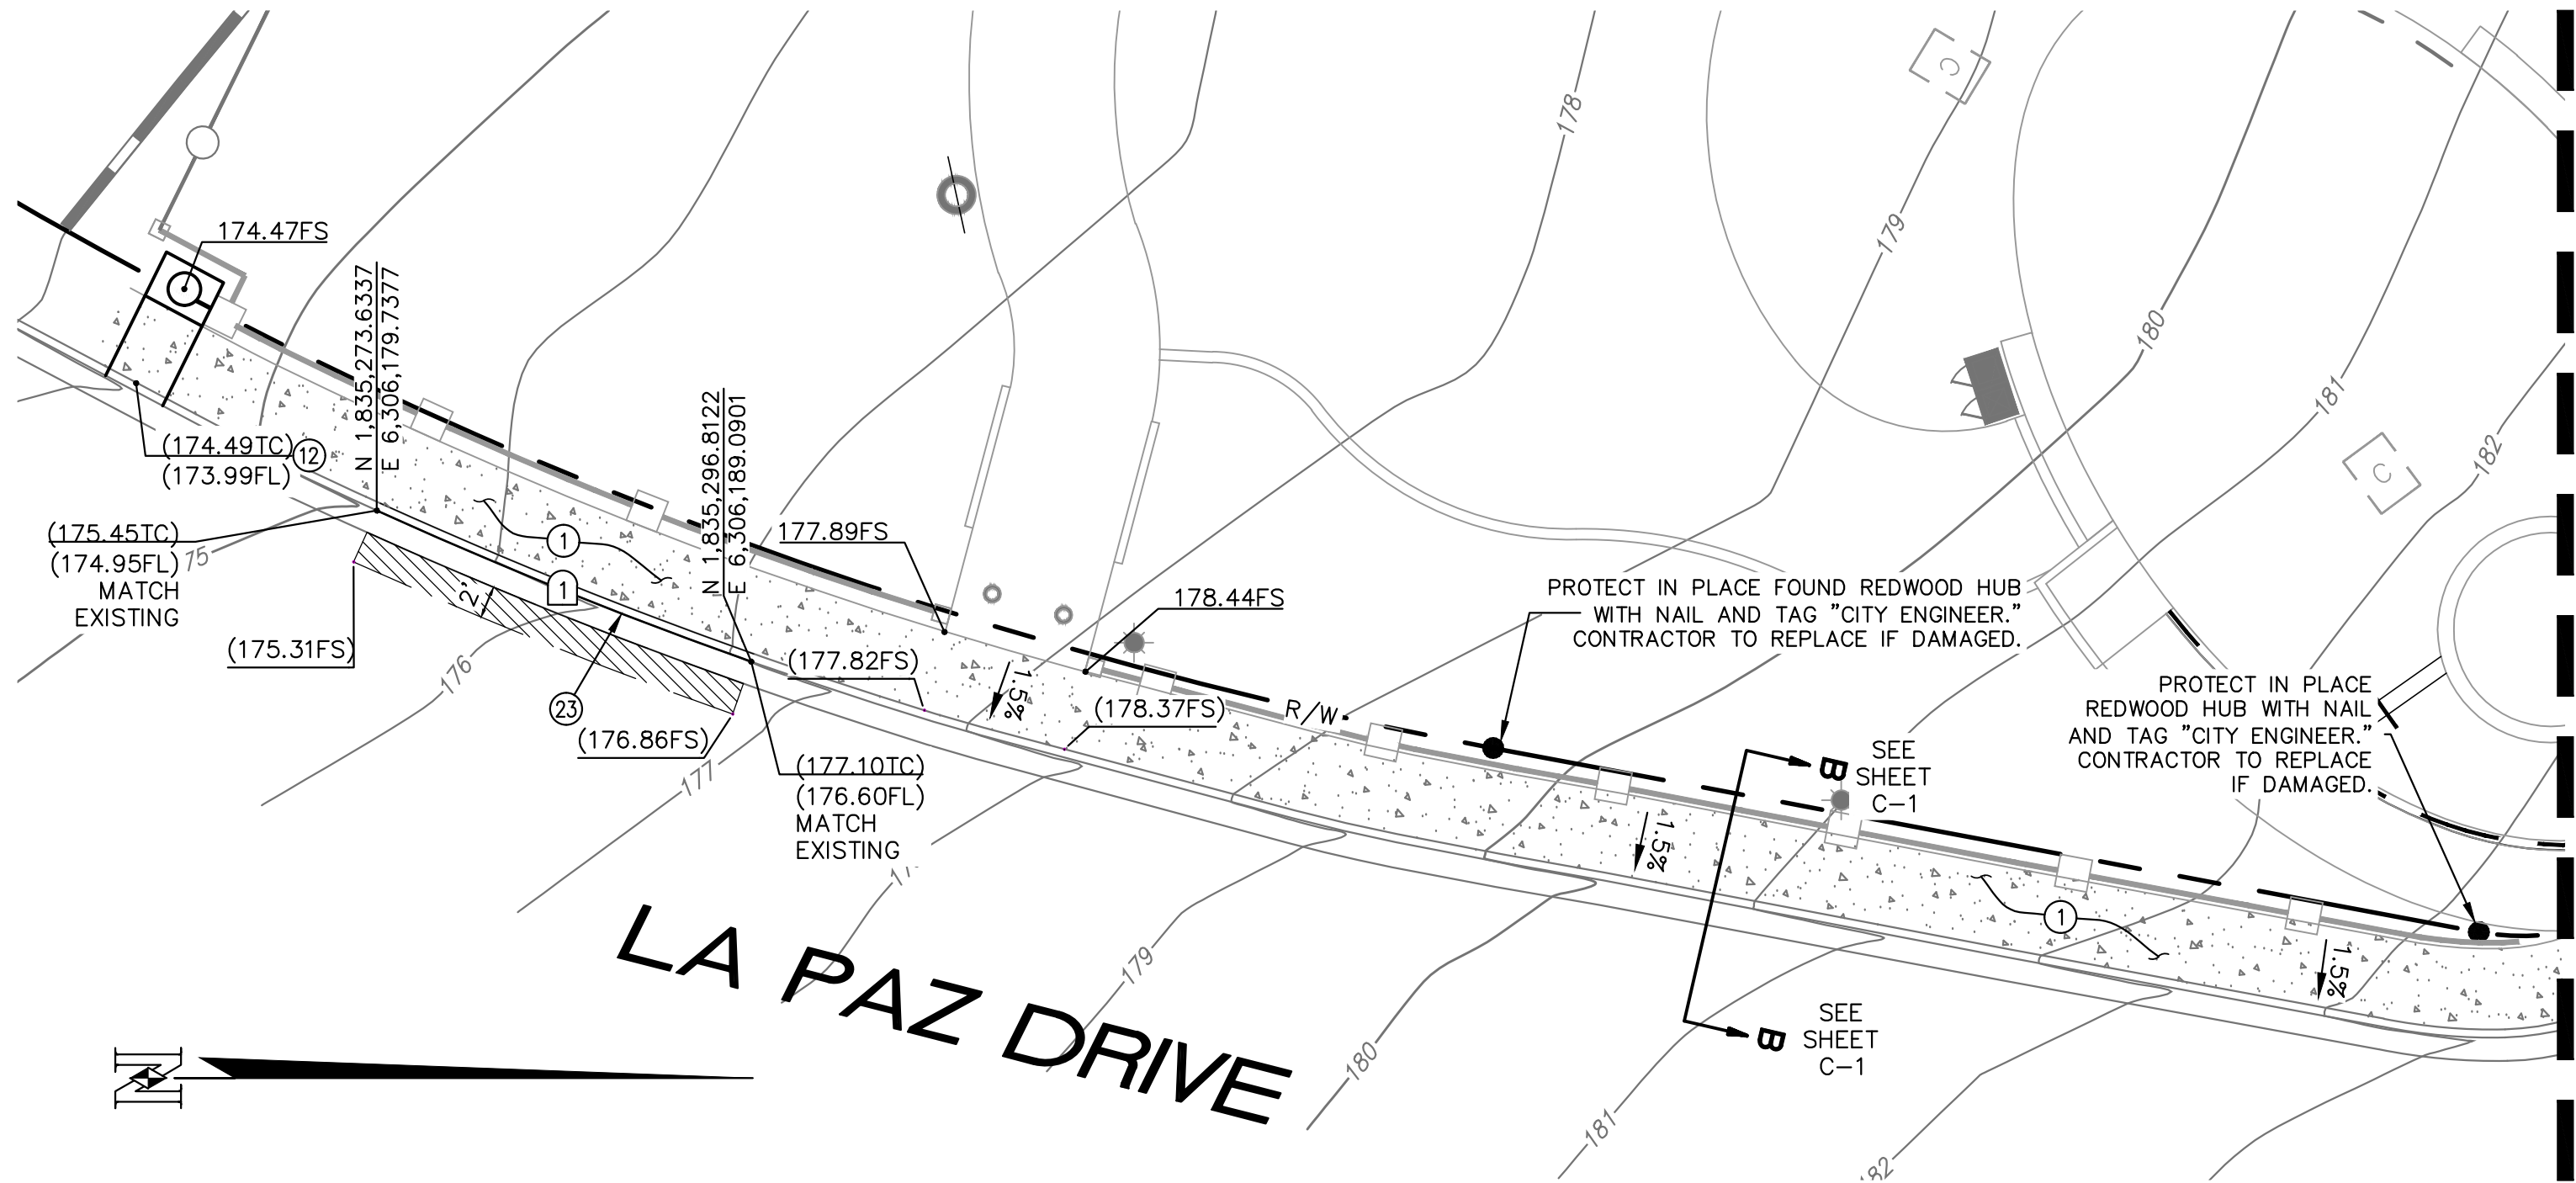 178
C
174.47FS
179
N 1,835,273.6337
E 6,306,179.7377
180
181
N 1,835,296.8122
E 6,306,189.0901
(174.49TC)
(173.99FL)
12
182
C
(175.45TC)
(174.95FL)
MATCH
EXISTING
75
1
177.89FS
1
2'
178.44FS
PROTECT IN PLACE FOUND REDWOOD HUB
WITH NAIL AND TAG "CITY ENGINEER."
CONTRACTOR TO REPLACE IF DAMAGED.
(175.31FS)
176
23
(177.82FS)
1.5%
(178.37FS)
R/W
PROTECT IN PLACE
REDWOOD HUB WITH NAIL
AND TAG "CITY ENGINEER."
CONTRACTOR TO REPLACE
IF DAMAGED.
(176.86FS)
177
(177.10TC)
(176.60FL)
MATCH
EXISTING
17
B
SEE
SHEET
C-1
1.5%
1
1.5%
LA PAZ DRIVE
179
180
181
182
B
SEE
SHEET
C-1
N